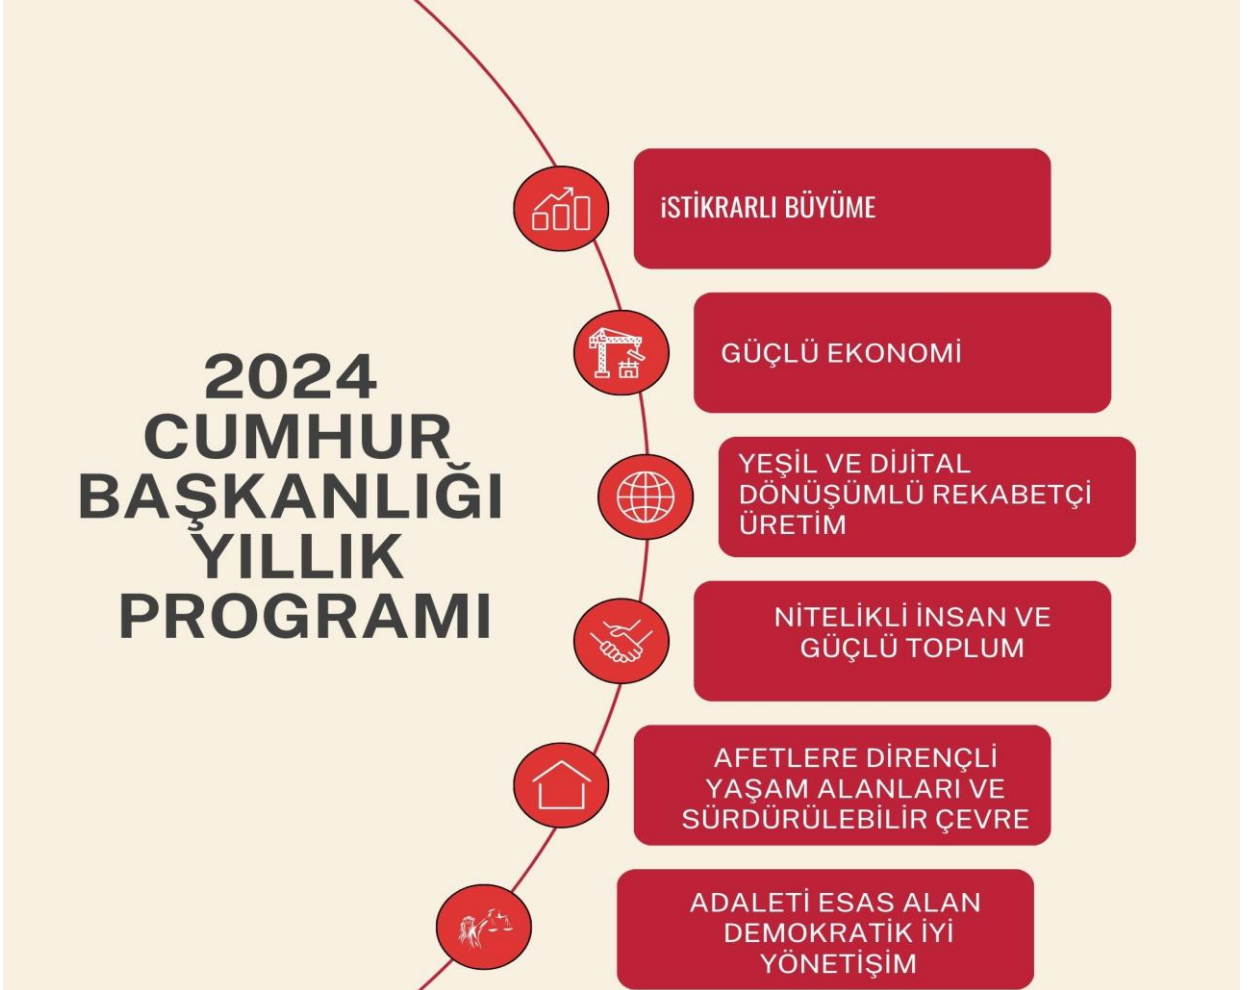 2024
CUMHUR
BAŞKANLIĞI
YILLIK
PROGRAMI
iSTİKRARLI BÜYÜME
GÜÇLÜ EKONOMİ
YEŞİL VE DİJİTAL
DÖNÜŞÜMLÜ REKABETÇİ
ÜRETİM
NİTELİKLİ İNSAN VE
GÜÇLÜ TOPLUM
AFETLERE DİRENÇLİ
YAŞAM ALANLARI VE
SÜRDÜRÜLEBİLİR ÇEVRE
ADALETİ ESAS ALAN
DEMOKRATİK İYİ
YÖNETİŞİM